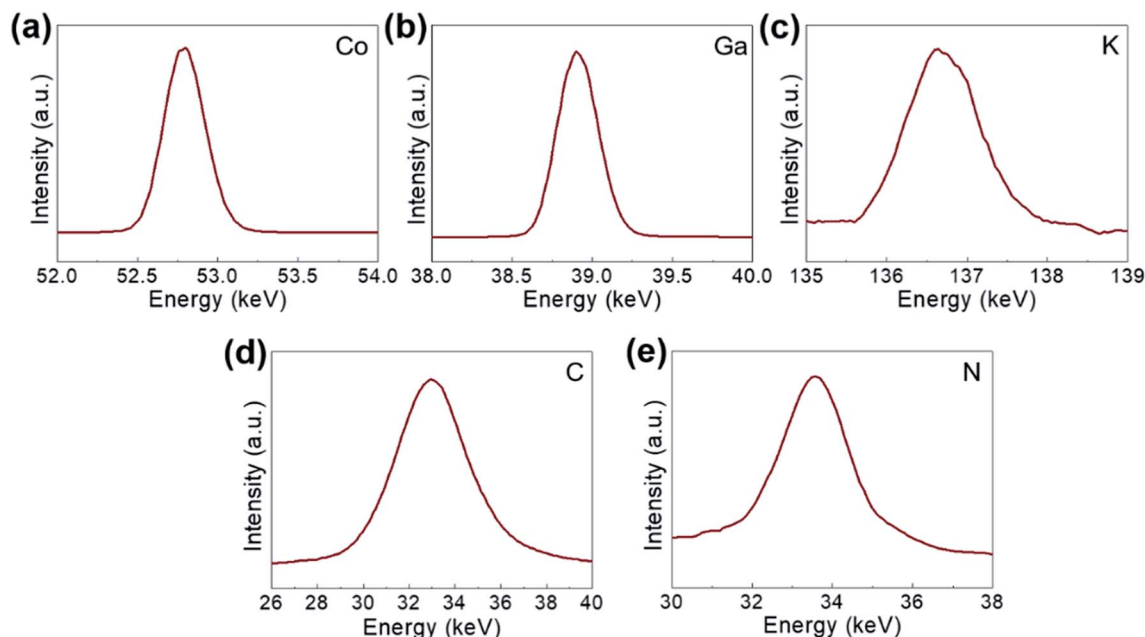 (a)
Co
Intensity (a.u.)
52.0 52.5 53.0 53.5 54.0
Energy (keV)
(b)
Ga
Intensity (a.u.)
38.0 38.5 39.0 39.5 40.0
Energy (keV)
(c)
K
Intensity (a.u.)
135 136 137 138 139
Energy (keV)
(d)
C
Intensity (a.u.)
26 28 30 32 34 36 38 40
Energy (keV)
(e)
N
Intensity (a.u.)
30 32 34 36 38
Energy (keV)